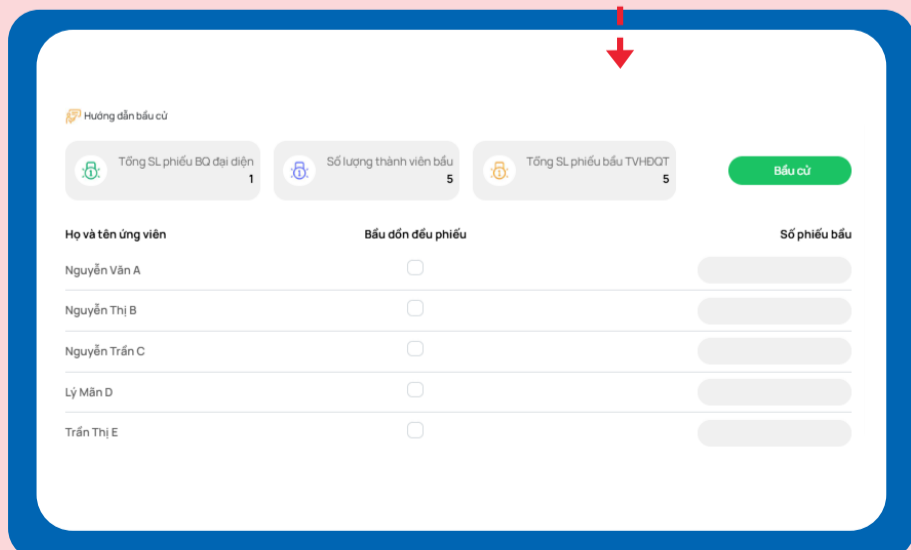 Hướng dẫn bầu cử
Tổng SL phiếu BQ đại diện
1
Số lượng thành viên bầu
5
Tổng SL phiếu bầu TVHĐQT
5
Bầu cử
Họ và tên ứng viên
Bầu dồn đều phiếu
Số phiếu bầu
Nguyễn Văn A
Nguyễn Thị B
Nguyễn Trần C
Lý Mãn D
Trần Thị E